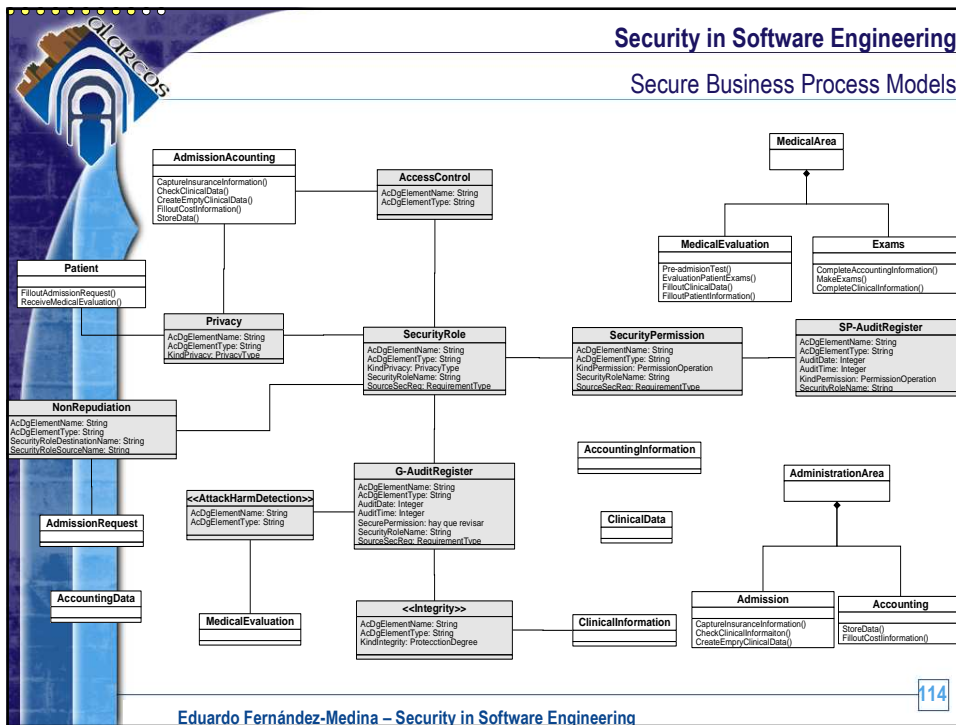 aLaRCOS
Security in Software Engineering
Secure Business Process Models
AdmissionAcounting
CaptureInsuranceInformation()
CheckClinicalData()
CreateEmptyClinicalData()
FilloutCostInformation()
StoreData()
AccessControl
AcDgElementName: String
AcDgElementType: String
MedicalArea
MedicalEvaluation
Pre-admisionTest()
EvaluationPatientExams()
FilloutClinicalData()
FilloutPatientInformation()
Exams
CompleteAccountingInformation()
MakeExams()
CompleteClinicalInformation()
Patient
FilloutAdmissionRequest()
ReceiveMedicalEvaluation()
Privacy
AcDgElementName: String
AcDgElementType: String
KindPrivacy: PrivacyType
SecurityRole
AcDgElementName: String
AcDgElementType: String
KindPrivacy: PrivacyType
SecurityRoleName: String
SourceSecReq: RequirementType
SecurityPermission
AcDgElementName: String
AcDgElementType: String
KindPermission: PermissionOperation
SecurityRoleName: String
SourceSecReq: RequirementType
SP-AuditRegister
AcDgElementName: String
AcDgElementType: String
AuditDate: Integer
AuditTime: Integer
KindPermission: PermissionOperation
SecurityRoleName: String
NonRepudiation
AcDgElementName: String
AcDgElementType: String
SecurityRoleDestinationName: String
SecurityRoleSourceName: String
AccountingInformation
G-AuditRegister
AcDgElementName: String
AcDgElementType: String
AuditDate: Integer
AuditTime: Integer
SecurePermission: hay que revisar
SecurityRoleName: String
SourceSecReq: RequirementType
AdministrationArea
<<AttackHarmDetection>>
AcDgElementName: String
AcDgElementType: String
AdmissionRequest
ClinicalData
AccountingData
MedicalEvaluation
<<Integrity>>
AcDgElementName: String
AcDgElementType: String
KindIntegrity: ProtecctionDegree
ClinicalInformation
Admission
CaptureInsuranceInformation()
CheckClinicalInformaiton()
CreateEmpryClinicalData()
Accounting
StoreData()
FilloutCostIinformation()
114
Eduardo Fernández-Medina – Security in Software Engineering